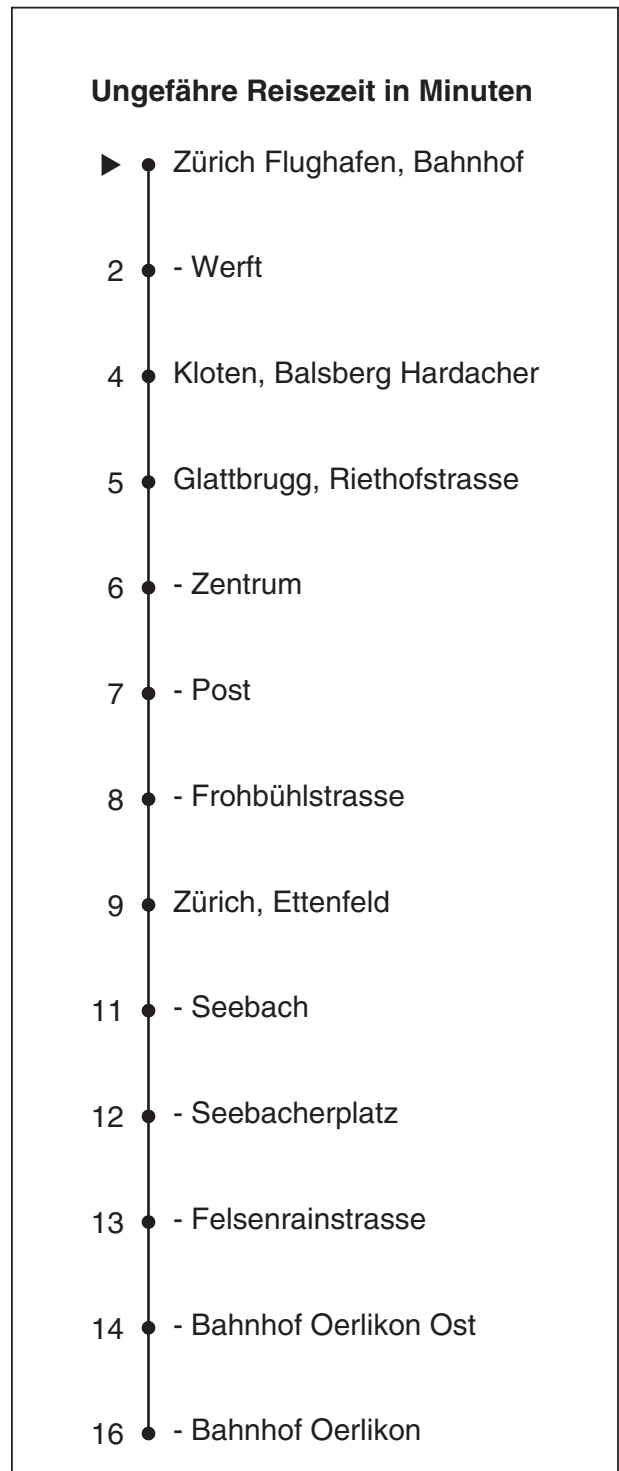 Ungefähre Reisezeit in Minuten
Zürich Flughafen, Bahnhof
2 - Werft
4 Kloten, Balsberg Hardacher
5 Glattbrugg, Riethofstrasse
6 - Zentrum
7 - Post
8 - Frohbühlstrasse
9 Zürich, Ettenfeld
11 - Seebach
12 - Seebacherplatz
13 - Felsenrainstrasse
14 - Bahnhof Oerlikon Ost
16 - Bahnhof Oerlikon